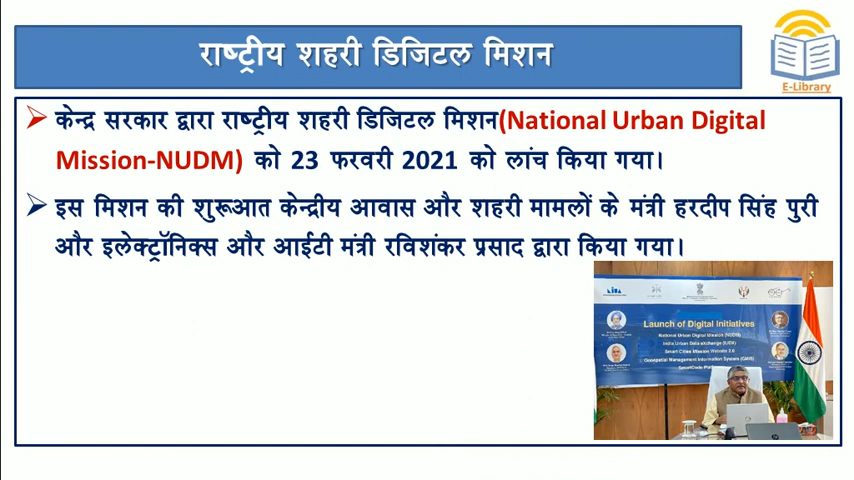 राष्ट्रीय शहरी डिजिटल मिशन
E-Library
केन्द्र सरकार द्वारा राष्ट्रीय शहरी डिजिटल मिशन(National Urban Digital
Mission-NUDM) को 23 फरवरी 2021 को लांच किया गया।
इस मिशन की शुरूआत केन्द्रीय आवास और शहरी मामलों के मंत्री हरदीप सिंह पुरी
और इलेक्ट्रॉनिक्स और आईटी मंत्री रविशंकर प्रसाद द्वारा किया गया।
Launch of Digital Initiatives
National Urban Digital Mission (NUDM)
India Urban Data Exchange (IUDX)
Smart Cities Mission Website 2.0
Geospatial Management Information System (GMIS)
SmartCode